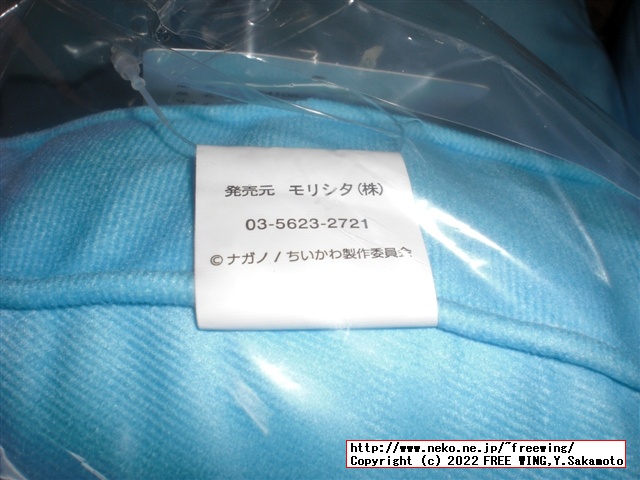 発売元 モリシタ(株)
03-5623-2721
© ナガノ / ちいかわ製作委員会
http://www.neko.ne.jp/~freewing/
Copyright (c) 2022 FREE WING,Y.Sakamoto